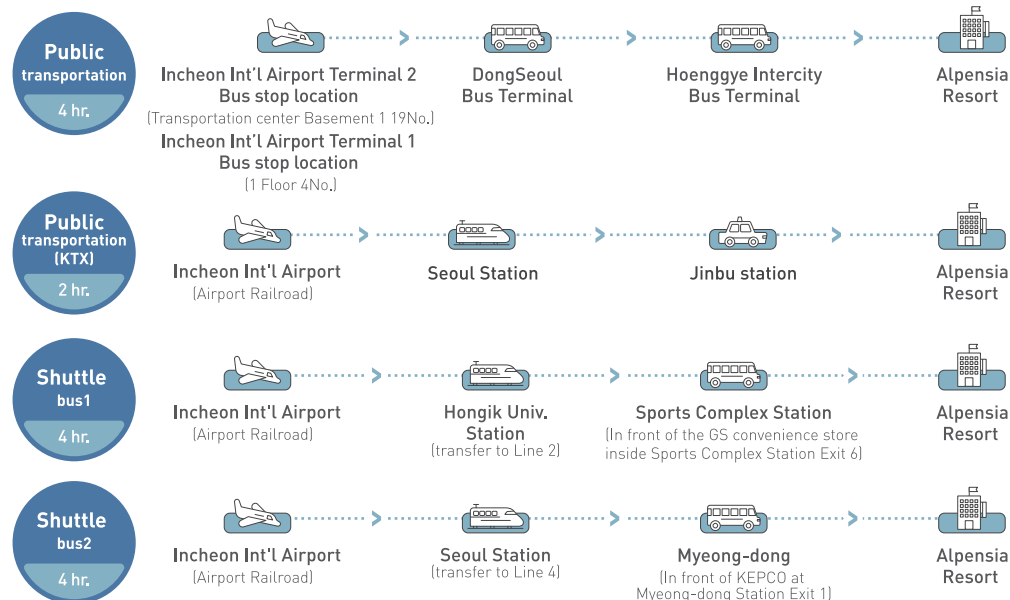 Public
transportation
4 hr.
Incheon Int'l Airport Terminal 2
Bus stop location
(Transportation center Basement 1 19No.)
Incheon Int'l Airport Terminal 1
Bus stop location
(1 Floor 4No.)
DongSeoul
Bus Terminal
Hoenggye Intercity
Bus Terminal
Alpensia
Resort
Public
transportation
(KTX)
2 hr.
Incheon Int'l Airport
(Airport Railroad)
Seoul Station
Jinbu station
Alpensia
Resort
Shuttle
bus1
4 hr.
Incheon Int'l Airport
(Airport Railroad)
Hongik Univ.
Station
(transfer to Line 2)
Sports Complex Station
(In front of the GS convenience store
inside Sports Complex Station Exit 6)
Alpensia
Resort
Shuttle
bus2
4 hr.
Incheon Int'l Airport
(Airport Railroad)
Seoul Station
(transfer to Line 4)
Myeong-dong
(In front of KEPCO at
Myeong-dong Station Exit 1)
Alpensia
Resort